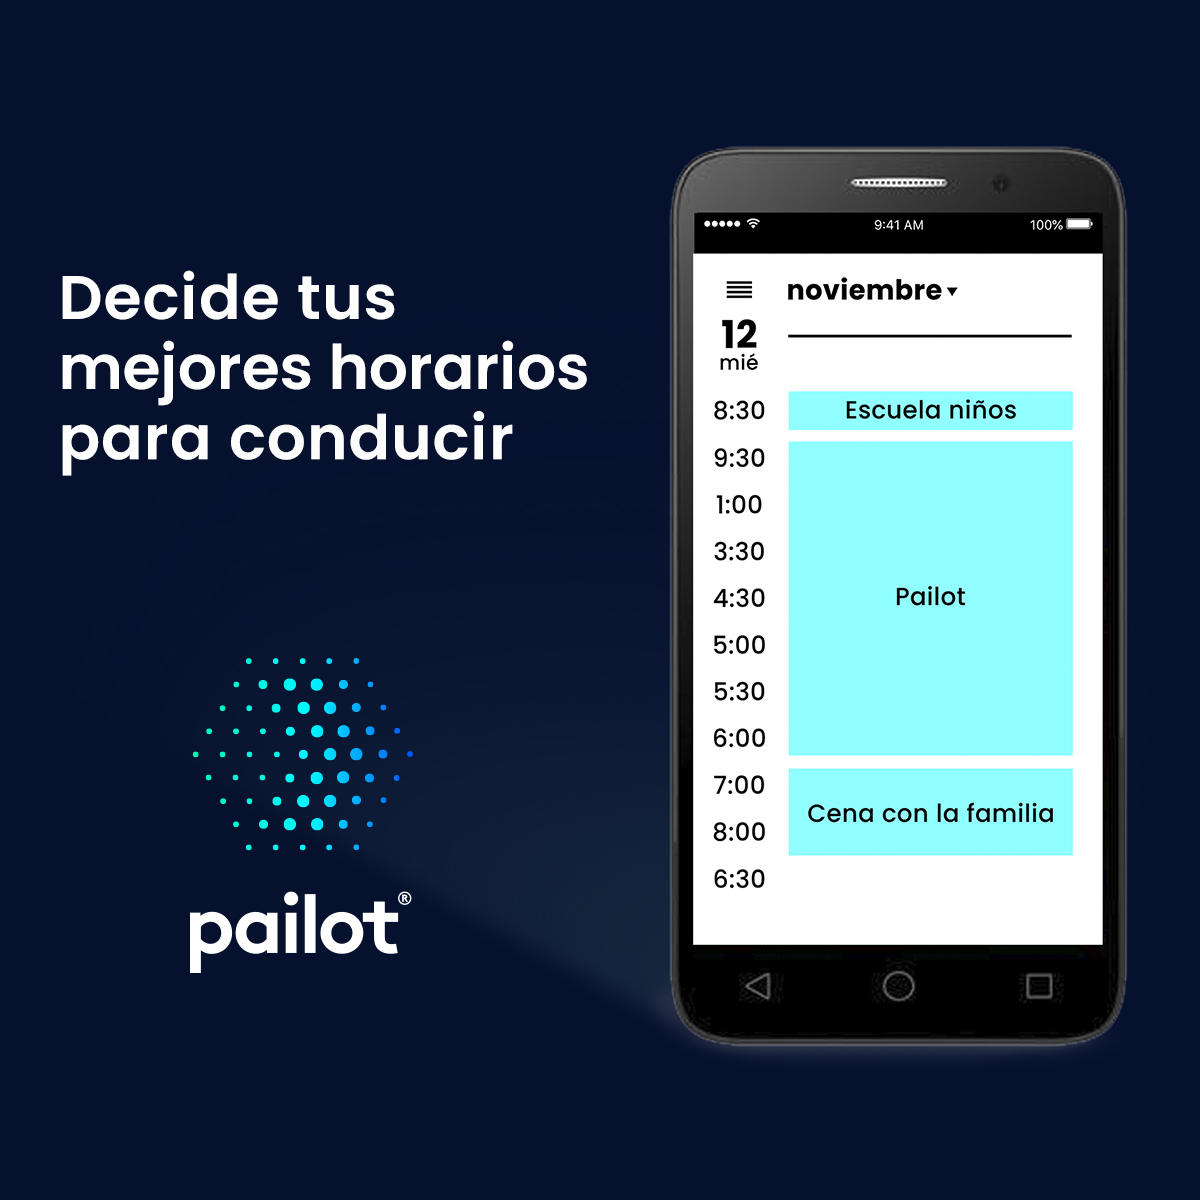 Decide tus
mejores horarios
para conducir
pailot®
9:41 AM
100%
noviembre
12
mié
8:30
Escuela niños
9:30
1:00
3:30
4:30
Pailot
5:00
5:30
6:00
7:00
Cena con la familia
8:00
6:30